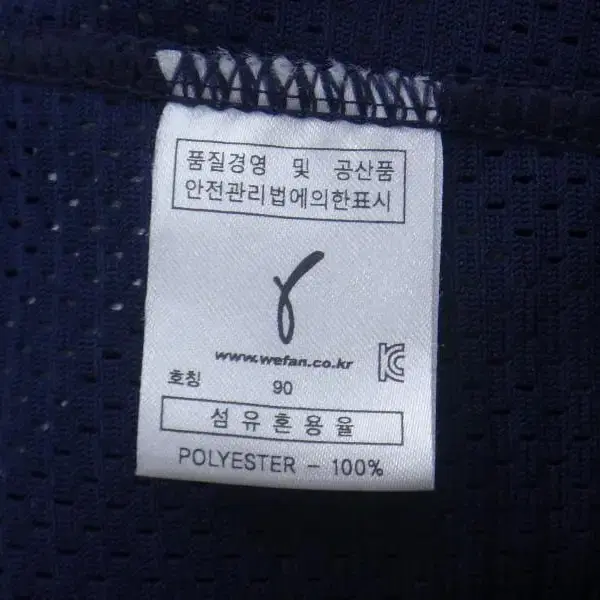 품질경영 및 공산품
안전관리법에의한표시
www.wefan.co.kr
호칭 90
섬유혼용율
POLYESTER - 100%